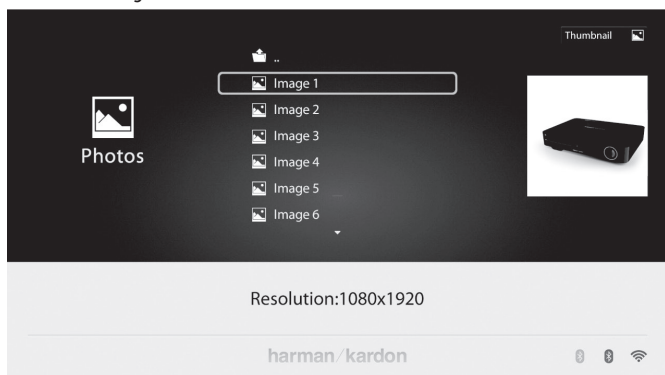 Thumbnail
..
Image 1
Image 2
Image 3
Photos
Image 4
Image 5
Image 6
Resolution:1080x1920
harman/kardon